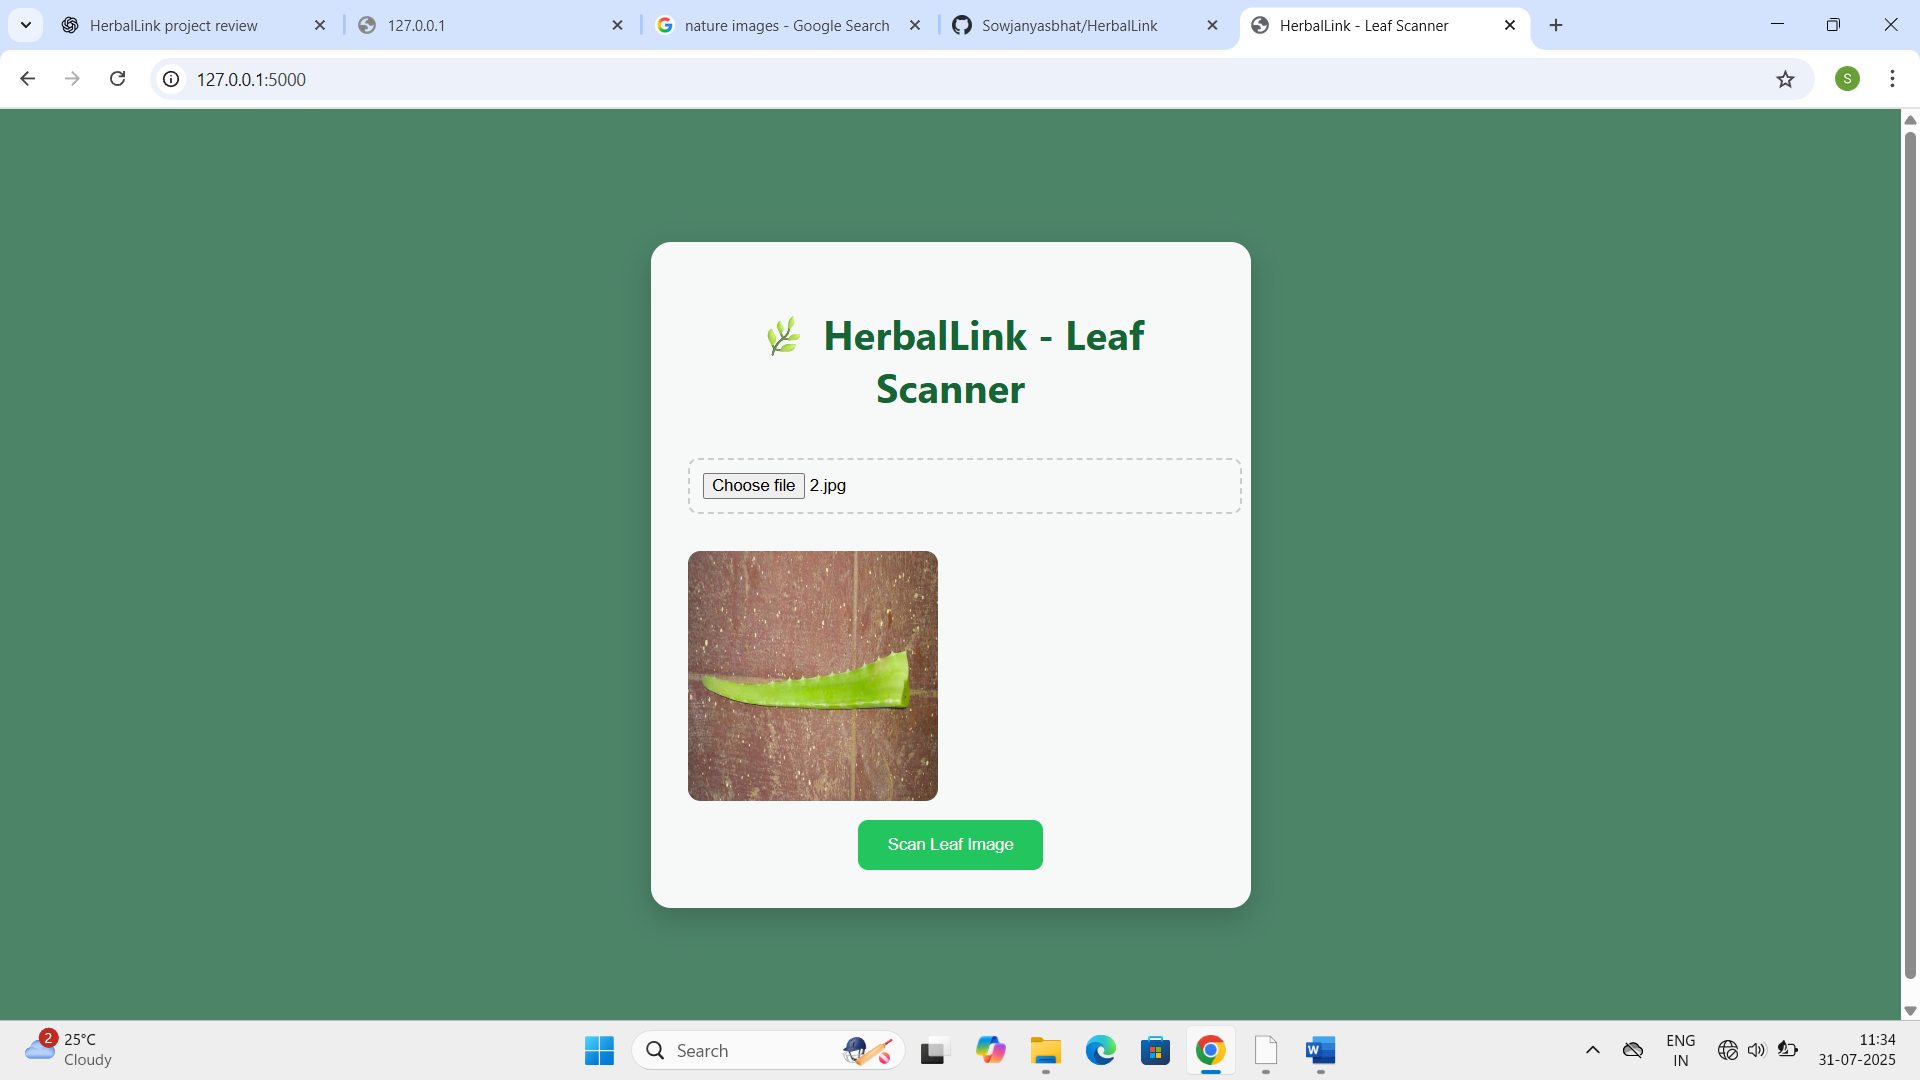 HerbalLink project review
127.0.0.1
nature images - Google Search
Sowjanyasbhat/HerbalLink
HerbalLink - Leaf Scanner
127.0.0.1:5000
S
🌿 HerbalLink - Leaf
Scanner
Choose file 2.jpg
Scan Leaf Image
2
25°C
Cloudy
Search
W
ENG
IN
11:34
31-07-2025